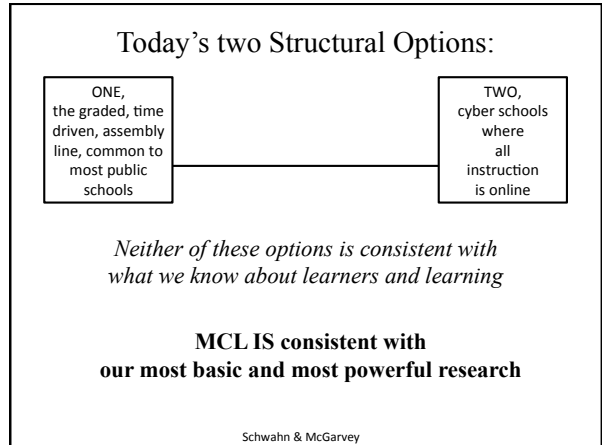 Today's two Structural Options:
ONE,
the graded, time
driven, assembly
line, common to
most public
schools
TWO,
cyber schools
where
all
instruction
is online
Neither of these options is consistent with
what we know about learners and learning
MCL IS consistent with
our most basic and most powerful research
Schwahn & McGarvey